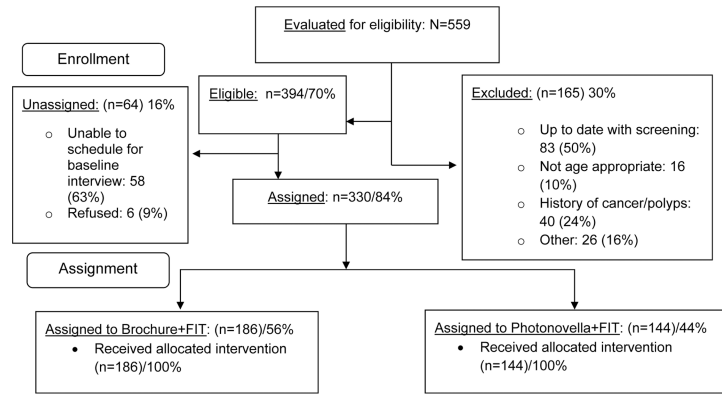 Evaluated for eligibility: N=559
Enrollment
Eligible: n=394/70%
Unassigned: (n=64) 16%
o Unable to
schedule for
baseline
interview: 58
(63%)
o Refused: 6 (9%)
Excluded: (n=165) 30%
o Up to date with screening:
83 (50%)
o Not age appropriate: 16
(10%)
o History of cancer/polyps:
40 (24%)
o Other: 26 (16%)
Assigned: n=330/84%
Assignment
Assigned to Brochure+FIT: (n=186)/56%
• Received allocated intervention
(n=186)/100%
Assigned to Photonovella+FIT: (n=144)/44%
• Received allocated intervention
(n=144)/100%